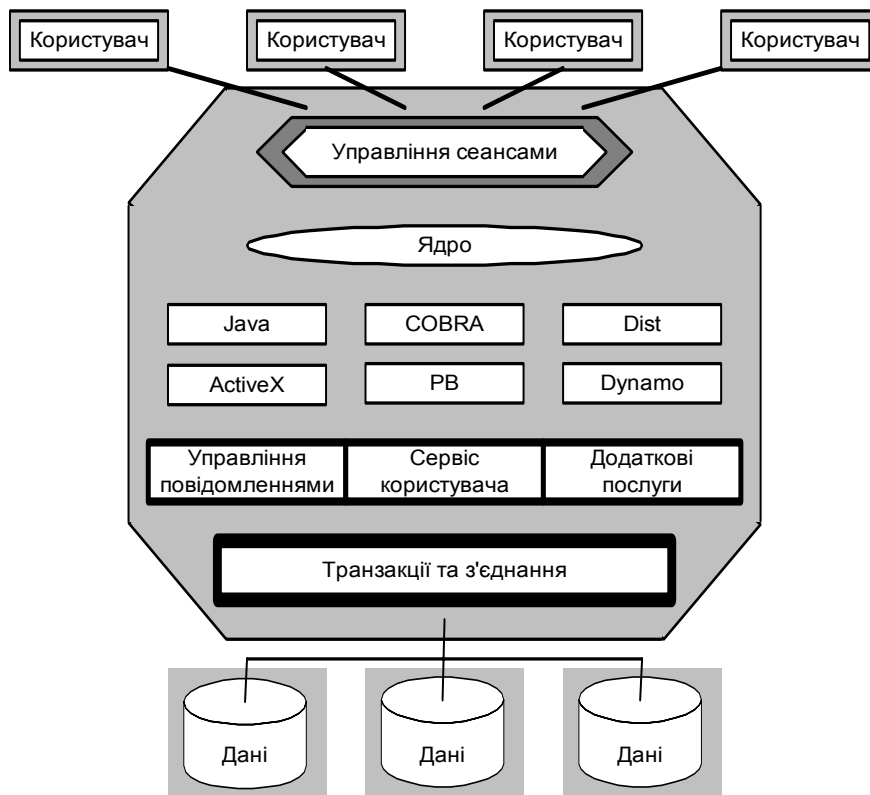 Користувач
Користувач
Користувач
Користувач
Управління сеансами
Ядро
Java
COBRA
Dist
ActiveX
PB
Dynamo
Управління
повідомленнями
Сервіс
користувача
Додаткові
послуги
Транзакції та з'єднання
Дані
Дані
Дані